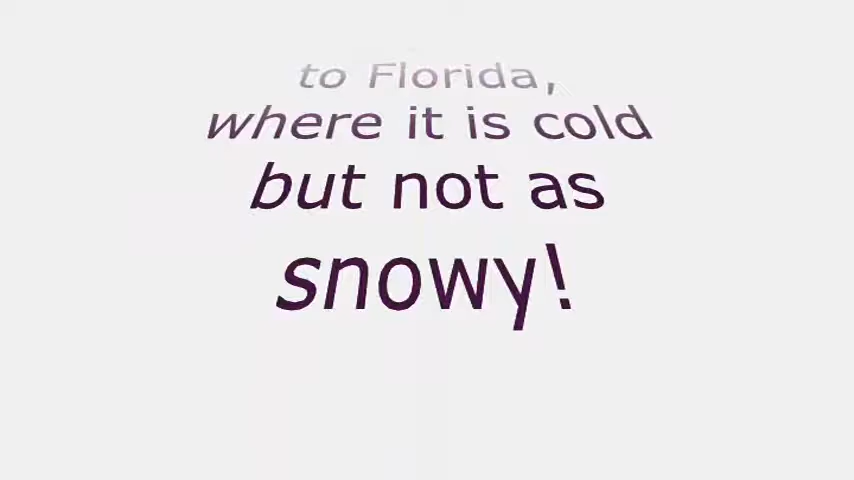 to Florida,
where it is cold
but not as
snowy!